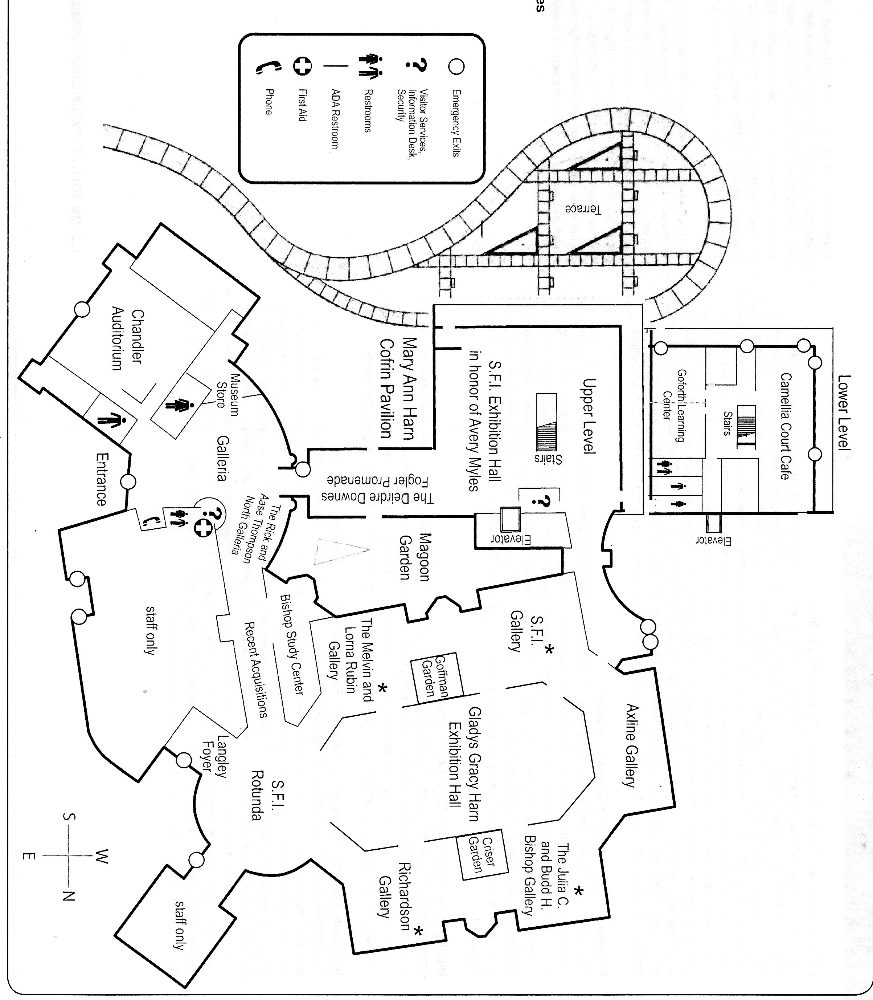 es
Emergency Exits
?
Visitor Services,
Information Desk,
Security
Restrooms
ADA Restroom
First Aid
Phone
Terrace
Lower Level
Camellia Court Cafe
Stairs
Goforth Learning
Center
Elevator
Upper Level
Stairs
S.F.I. Exhibition Hall
in honor of Avery Myles
?
Elevator
Mary Ann Harn
Cofrin Pavilion
The Deirdre Downes
Fogler Promenade
Magoon
Garden
Chandler
Auditorium
Museum
Store
Galleria
Entrance
?
The Rick and
Aase Thompson
North Galleria
staff only
Bishop Study Center
Recent Acquisitions
The Melvin and
Lorna Rubin
Gallery
*
S.F.I.
Gallery
*
Goffman
Garden
Axline Gallery
Gladys Gracy Harn
Exhibition Hall
Langley
Foyer
S.F.I.
Rotunda
Criser
Garden
The Julia C.
and Budd H.
Bishop Gallery
*
Richardson
Gallery
*
staff only
S
W
E
N